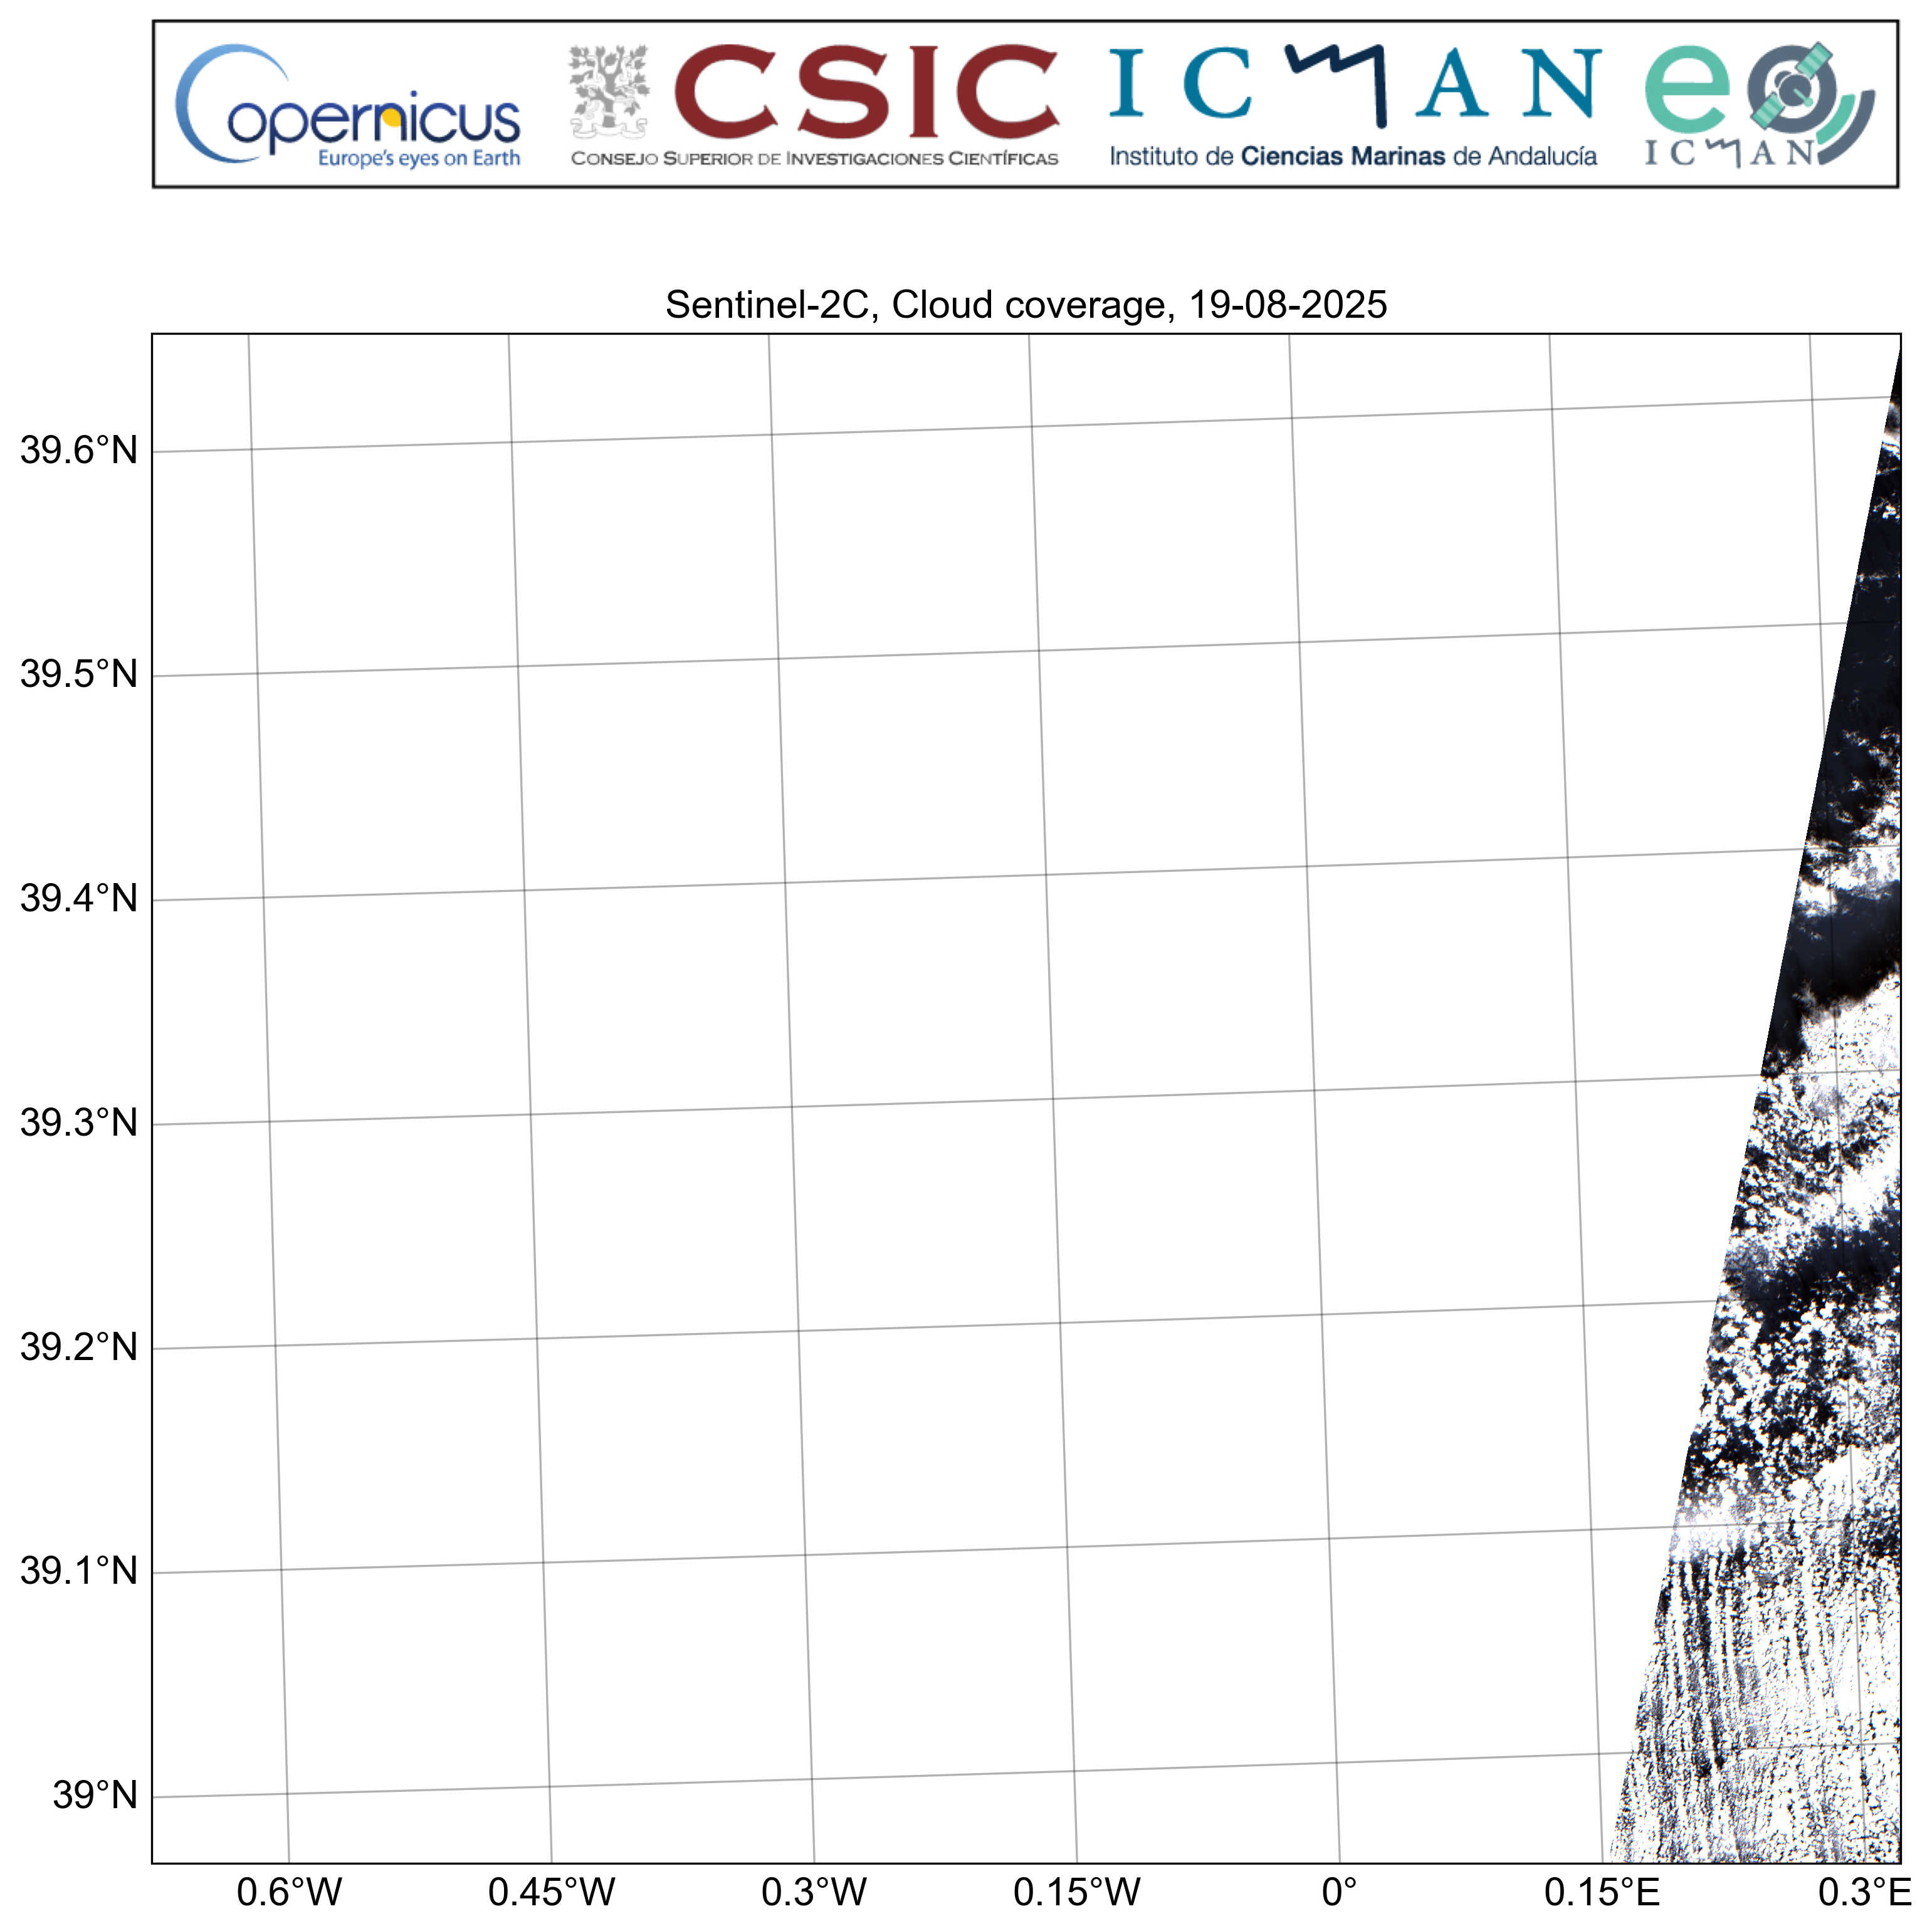 Copernicus
Europe's eyes on Earth
CSIC
CONSEJO SUPERIOR DE INVESTIGACIONES CIENTÍFICAS
ICMAN
Instituto de Ciencias Marinas de Andalucía
eo
ICMAN
Sentinel-2C, Cloud coverage, 19-08-2025
39.6°N
39.5°N
39.4°N
39.3°N
39.2°N
39.1°N
39°N
0.6°W 0.45°W 0.3°W 0.15°W 0° 0.15°E 0.3°E